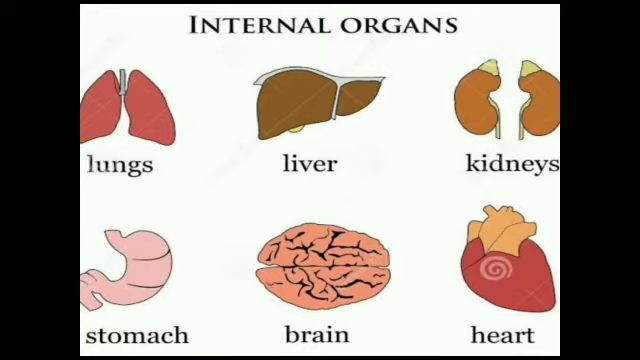 INTERNAL ORGANS
lungs liver kidneys
stomach brain heart